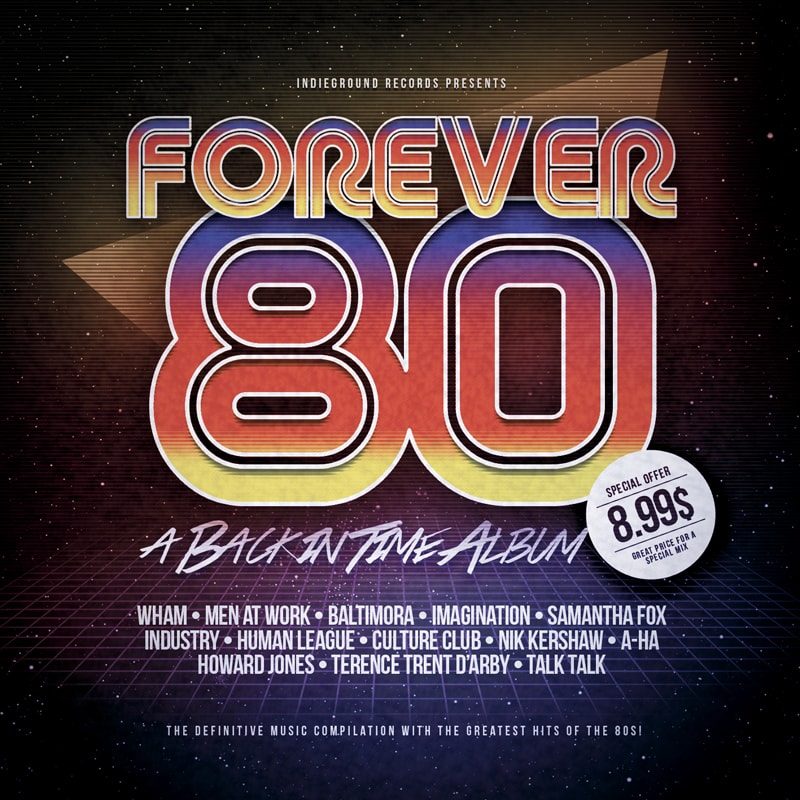 INDIEGROUND RECORDS PRESENTS
FOREVER
80
SPECIAL OFFER
8.99$
GREAT PRICE FOR A
SPECIAL MIX
A BACK IN TIME ALBUM
WHAM • MEN AT WORK • BALTIMORA • IMAGINATION • SAMANTHA FOX
INDUSTRY • HUMAN LEAGUE • CULTURE CLUB • NIK KERSHAW • A-HA
HOWARD JONES • TERENCE TRENT D'ARBY • TALK TALK
THE DEFINITIVE MUSIC COMPILATION WITH THE GREATEST HITS OF THE 80S!